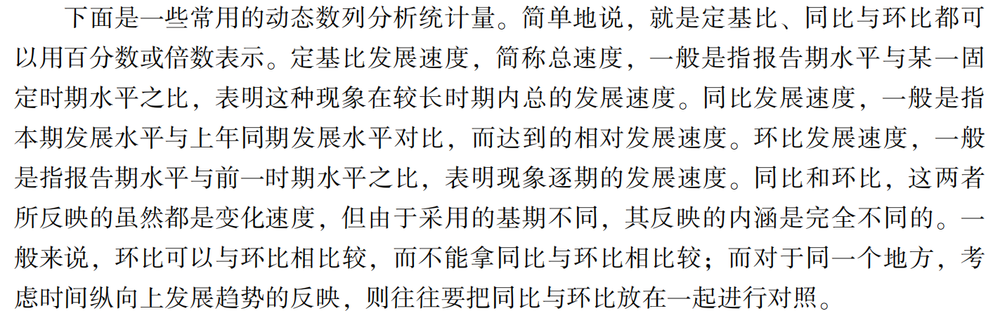 下面是一些常用的动态数列分析统计量。简单地说，就是定基比、同比与环比都可
以用百分数或倍数表示。定基比发展速度，简称总速度，一般是指报告期水平与某一固
定时期水平之比，表明这种现象在较长时期内总的发展速度。同比发展速度，一般是指
本期发展水平与上年同期发展水平对比，而达到的相对发展速度。环比发展速度，一般
是指报告期水平与前一时期水平之比，表明现象逐期的发展速度。同比和环比，这两者
所反映的虽然都是变化速度，但由于采用的基期不同，其反映的内涵是完全不同的。一
般来说，环比可以与环比相比较，而不能拿同比与环比相比较；而对于同一个地方，考
虑时间纵向上发展趋势的反映，则往往要把同比与环比放在一起进行对照。